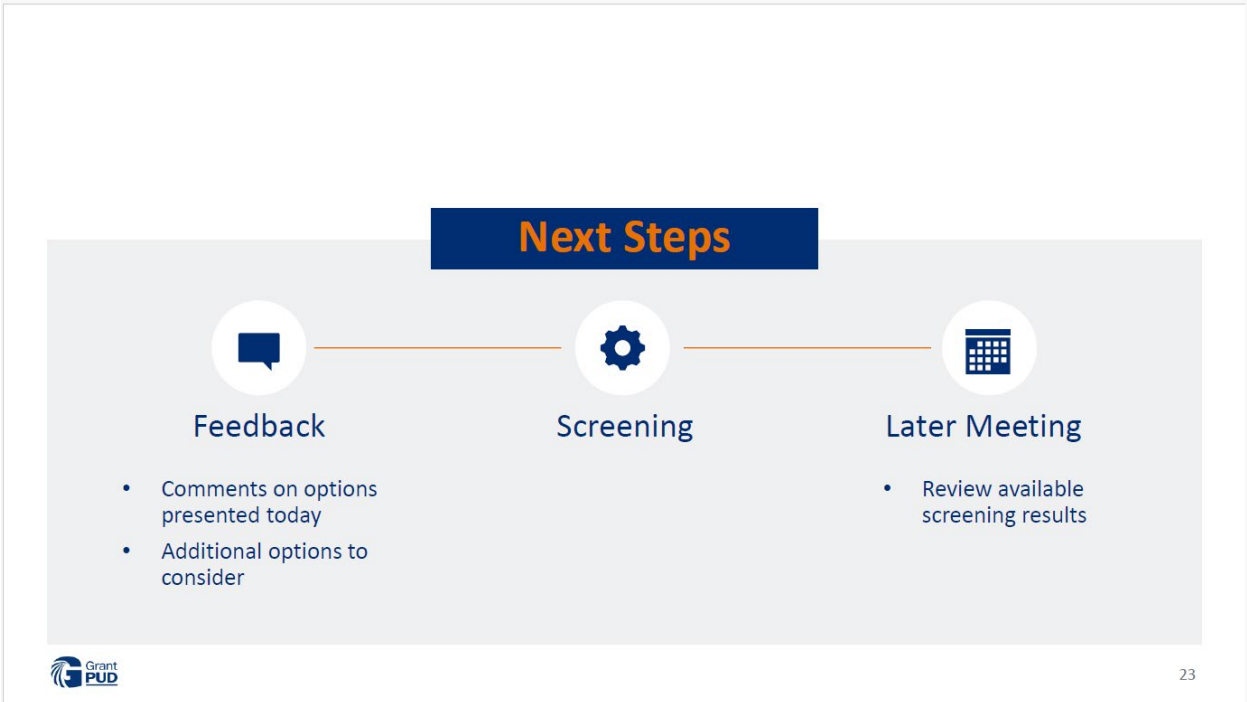 Next Steps
Feedback
• Comments on options
presented today
• Additional options to
consider
Screening
Later Meeting
• Review available
screening results
Grant
PUD
23